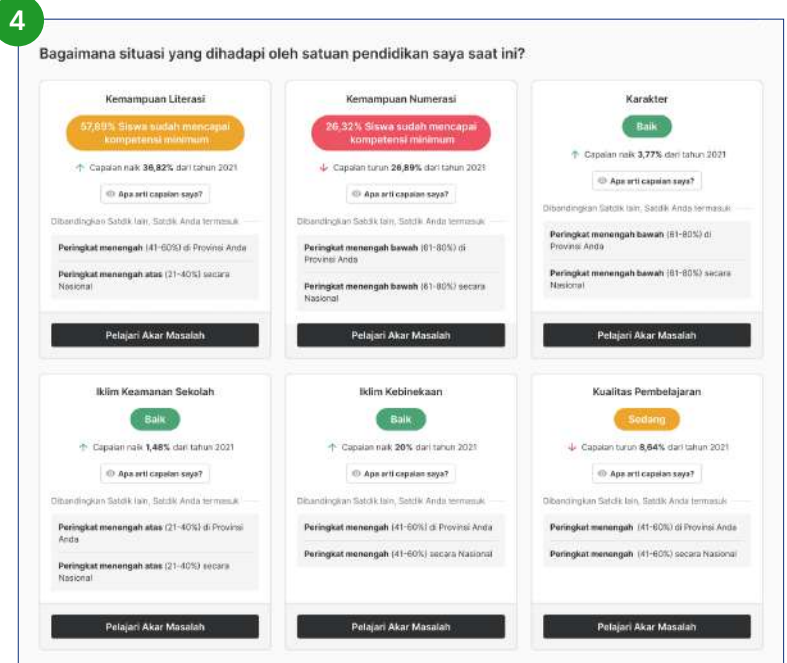 4
Bagaimana situasi yang dihadapi oleh satuan pendidikan saya saat ini?
Kemampuan Literasi
57,89% Siswa sudah mencapai
kompetensi minimum
Capaian naik 36,82% dari tahun 2021
Apa arti capaian saya?
Dibandingkan Satdik lain, Satdik Anda termasuk
Peringkat menengah (41-60%) di Provinsi Anda
Peringkat menengah atas (21-40%) secara
Nasional
Pelajari Akar Masalah
Kemampuan Numerasi
26,32% Siswa sudah mencapai
kompetensi minimum
Capaian turun 26,89% dari tahun 2021
Apa arti capaian saya?
Dibandingkan Satdik lain, Satdik Anda termasuk
Peringkat menengah bawah (61-80%) di
Provinsi Anda
Peringkat menengah bawah (61-80%) secara
Nasional
Pelajari Akar Masalah
Karakter
Baik
Capaian naik 3,77% dari tahun 2021
Apa arti capaian saya?
Dibandingkan Satdik lain, Satdik Anda termasuk
Peringkat menengah bawah (61-80%) di
Provinsi Anda
Peringkat menengah bawah (61-80%) secara
Nasional
Pelajari Akar Masalah
Iklim Keamanan Sekolah
Baik
Capaian naik 1,48% dari tahun 2021
Apa arti capaian saya?
Dibandingkan Satdik lain, Satdik Anda termasuk
Peringkat menengah atas (21-40%) di Provinsi
Anda
Peringkat menengah atas (21-40%) secara
Nasional
Pelajari Akar Masalah
Iklim Kebinekaan
Baik
Capaian naik 20% dari tahun 2021
Apa arti capaian saya?
Dibandingkan Satdik lain, Satdik Anda termasuk
Peringkat menengah (41-60%) di Provinsi Anda
Peringkat menengah (41-60%) secara Nasional
Pelajari Akar Masalah
Kualitas Pembelajaran
Sedang
Capaian turun 8,64% dari tahun 2021
Apa arti capaian saya?
Dibandingkan Satdik lain, Satdik Anda termasuk
Peringkat menengah (41-60%) di Provinsi Anda
Peringkat menengah (41-60%) secara Nasional
Pelajari Akar Masalah